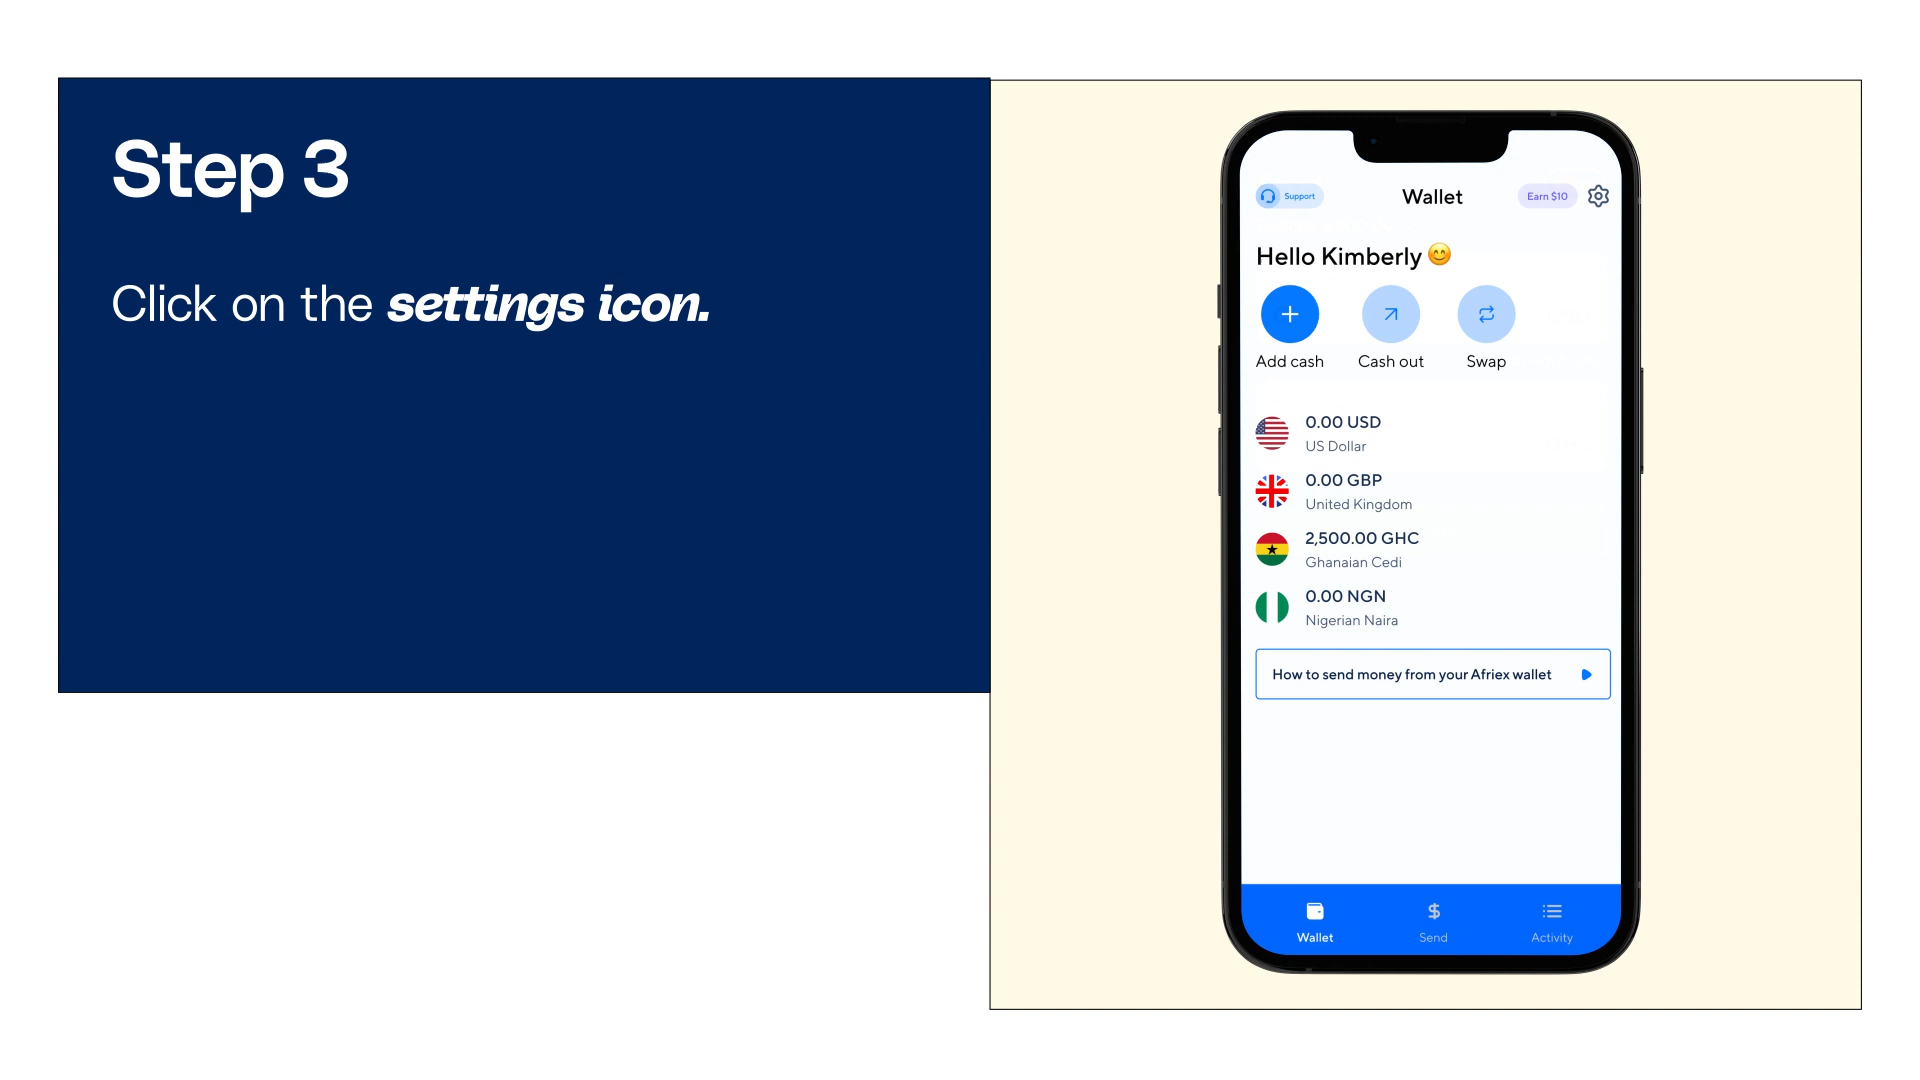 Step 3
Click on the settings icon.
Support
Wallet
Earn $10
Hello Kimberly 😊
Add cash
Cash out
Swap
0.00 USD
US Dollar
0.00 GBP
United Kingdom
2,500.00 GHC
Ghanaian Cedi
0.00 NGN
Nigerian Naira
How to send money from your Afriex wallet
Wallet
Send
Activity